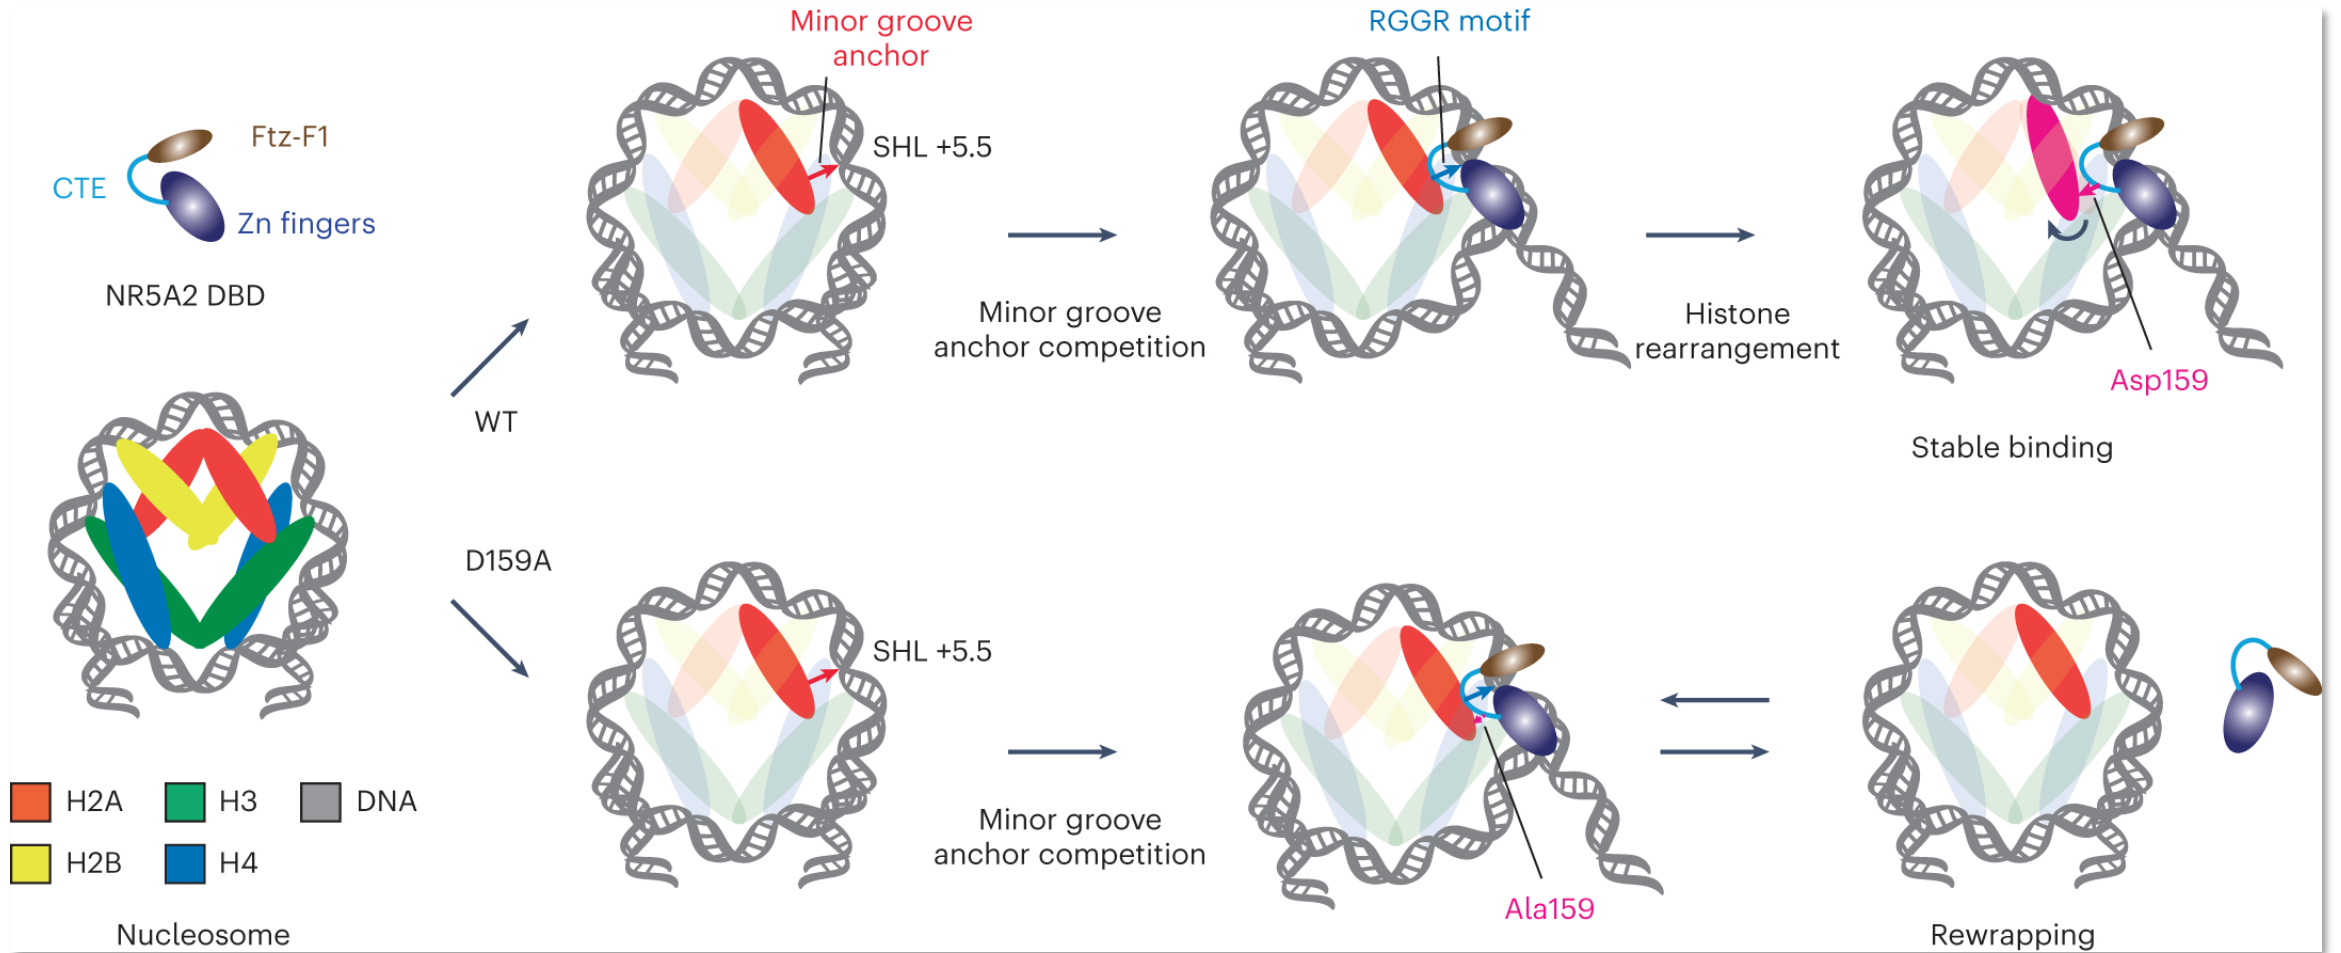 Minor groove
anchor
RGGR motif
Ftz-F1
CTE
Zn fingers
NR5A2 DBD
SHL +5.5
Minor groove
anchor competition
Histone
rearrangement
Asp159
Stable binding
WT
D159A
SHL +5.5
Minor groove
anchor competition
Ala159
Rewrapping
H2A
H3
DNA
H2B
H4
Nucleosome